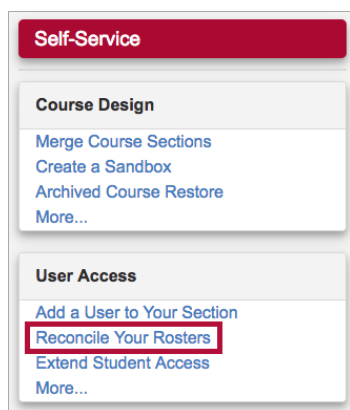 Self-Service
Course Design
Merge Course Sections
Create a Sandbox
Archived Course Restore
More...
User Access
Add a User to Your Section
Reconcile Your Rosters
Extend Student Access
More...